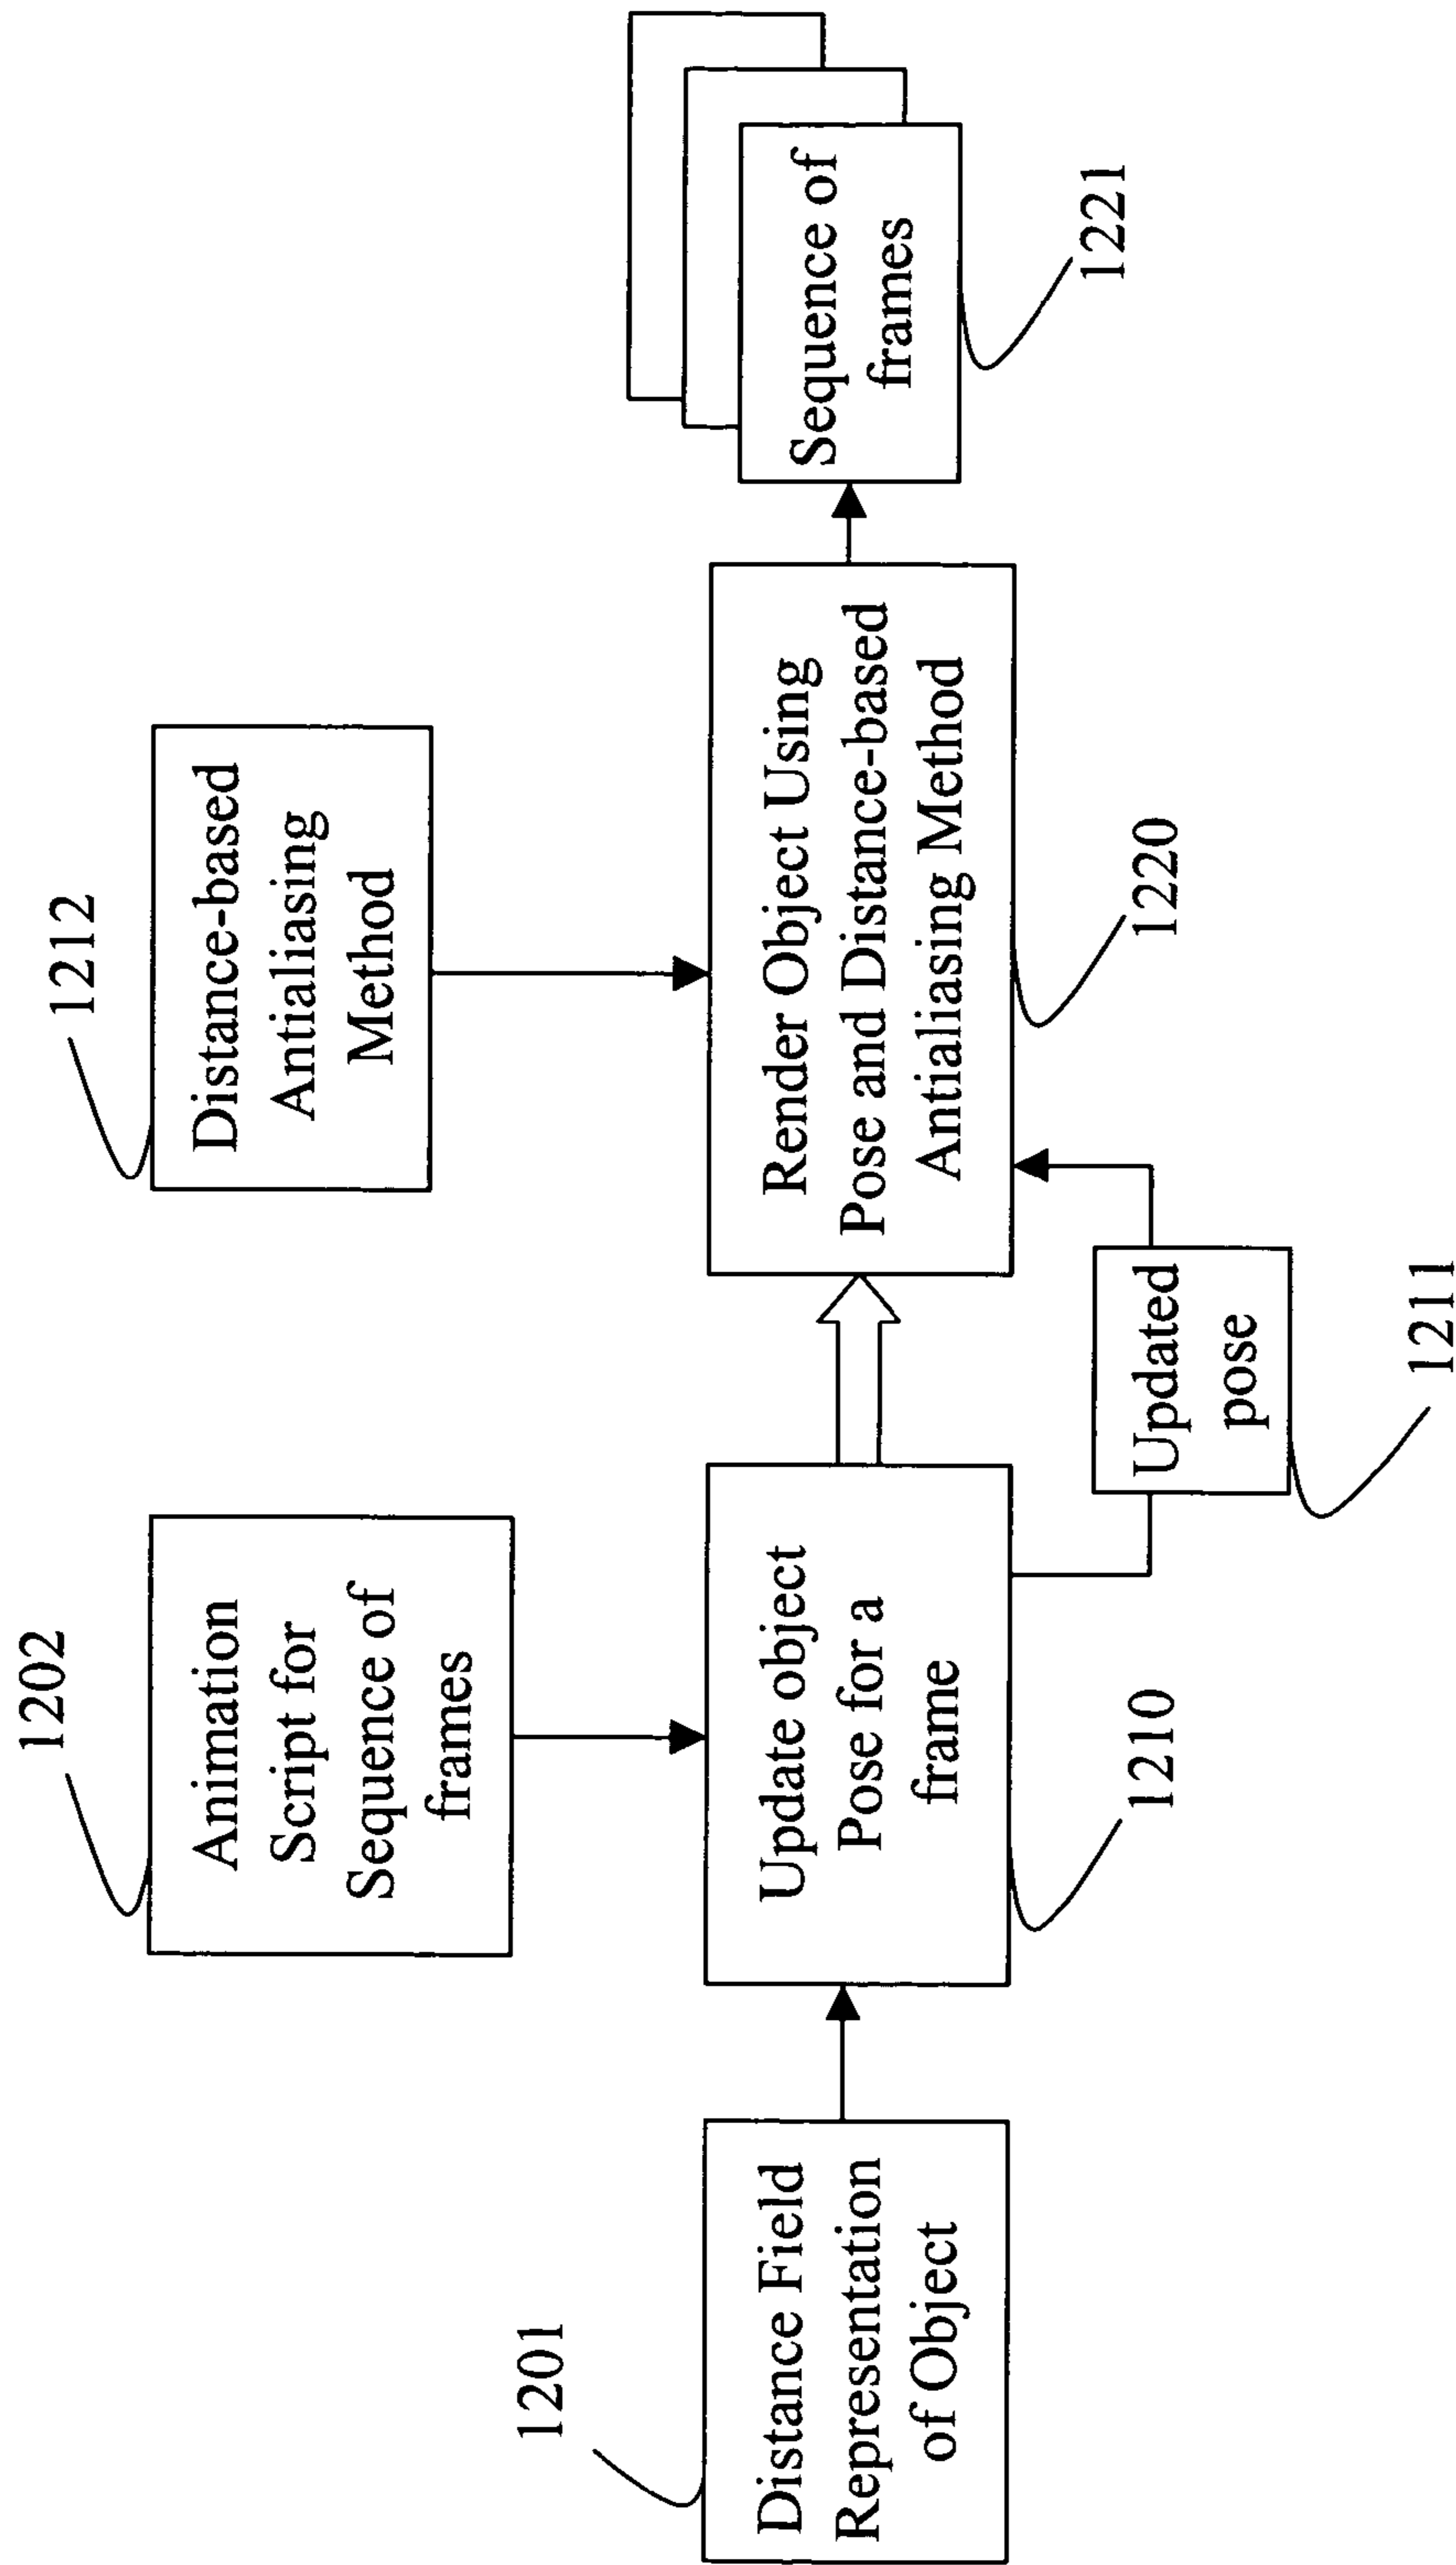 1202
Animation
Script for
Sequence of
frames
1212
Distance-based
Antialiasing
Method
1201
Distance Field
Representation
of Object
Update object
Pose for a
frame
1210
Render Object Using
Pose and Distance-based
Antialiasing Method
1220
Sequence of
frames
1221
Updated
pose
1211